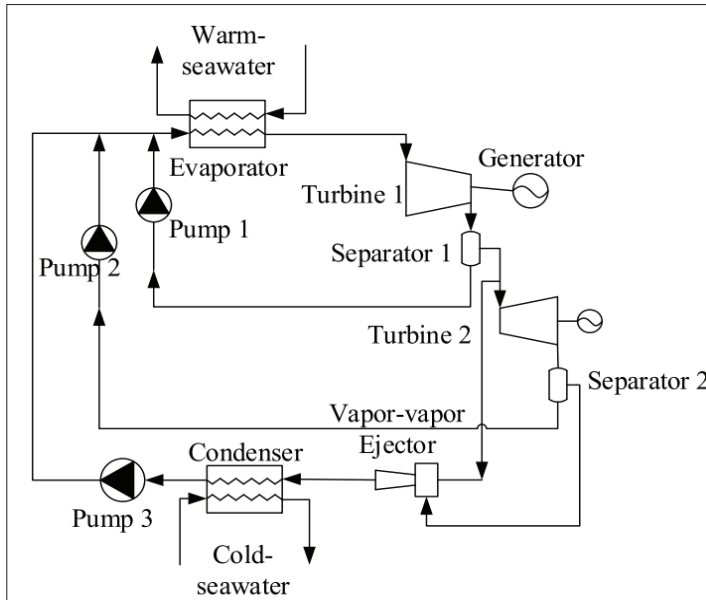 Warm-
seawater
Evaporator
Generator
Turbine 1
Pump 1
Separator 1
Pump 2
Turbine 2
Separator 2
Vapor-vapor
Ejector
Condenser
Pump 3
Cold-
seawater